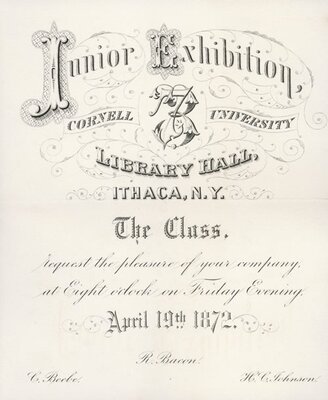 Junior Exhibition,
CORNELL UNIVERSITY
73
LIBRARY HALL,
ITHACA, N.Y.
The Class,
request the pleasure of your company,
at Eight o'clock on Friday Evening,
April 19th 1872.
R. Bacon.
C. Beebe. H. C. Johnson.